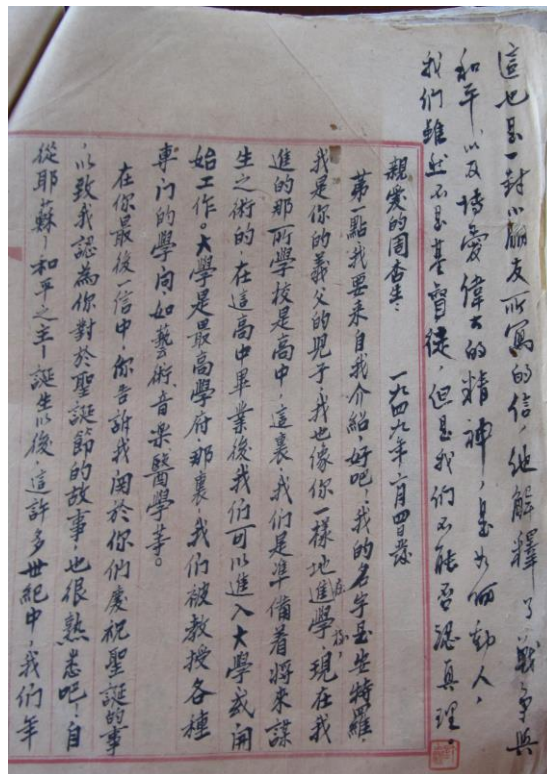 這也是一封小朋友所寫的信，他解釋了戰爭與
和平，以及博愛偉大的精神，是如何動人，
我們雖然不是基督徒，但是我們不能否認真理。
親愛的周杏生： 一九四九年二月四日發
第一點我要來自我介紹，好吧！我的名字是安特羅，
我是你的義父的兒子，我也像你一樣地進學，現在我
在 孫，
進的那所學校是高中，這裏，我們是準備着將來謀
生之術的，在這高中畢業後我们可以進入大學或開
始工作。大學是最高學府，那裏，我們被教授各種
專门的學问如藝術、音樂、醫學等。
在你最後一信中，你告訴我関於你們慶祝聖誕的事
，以致我認為你對於聖誕節的故事，也很熟悉吧！自
從耶蘇—和平之主—誕生以後，這許多世紀中，我們年